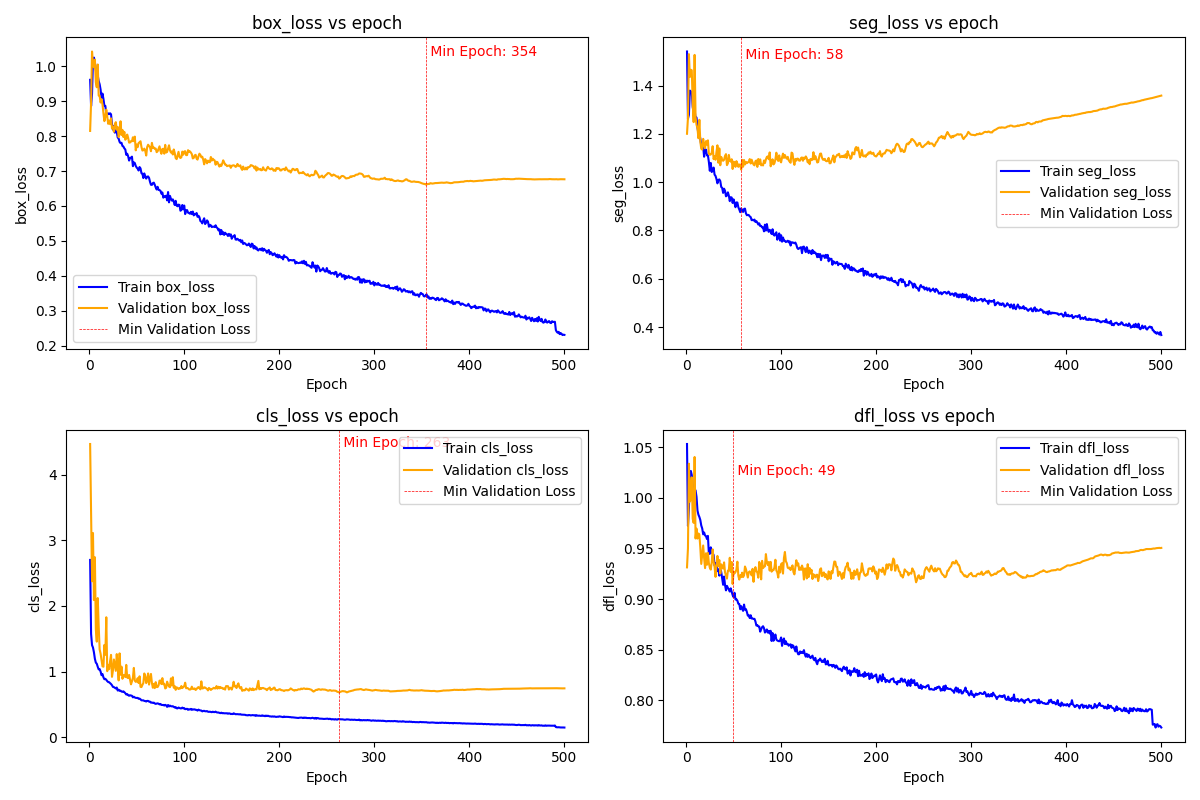 box_loss vs epoch
Min Epoch: 354
box_loss
1.0
0.9
0.8
0.7
0.6
0.5
0.4
0.3
0.2
Train box_loss
Validation box_loss
Min Validation Loss
0 100 200 300 400 500
Epoch
seg_loss vs epoch
Min Epoch: 58
seg_loss
1.4
1.2
1.0
0.8
0.6
0.4
Train seg_loss
Validation seg_loss
Min Validation Loss
0 100 200 300 400 500
Epoch
cls_loss vs epoch
Min Epoch: 263
cls_loss
4
3
2
1
0
Train cls_loss
Validation cls_loss
Min Validation Loss
0 100 200 300 400 500
Epoch
dfl_loss vs epoch
Min Epoch: 49
dfl_loss
1.05
1.00
0.95
0.90
0.85
0.80
Train dfl_loss
Validation dfl_loss
Min Validation Loss
0 100 200 300 400 500
Epoch